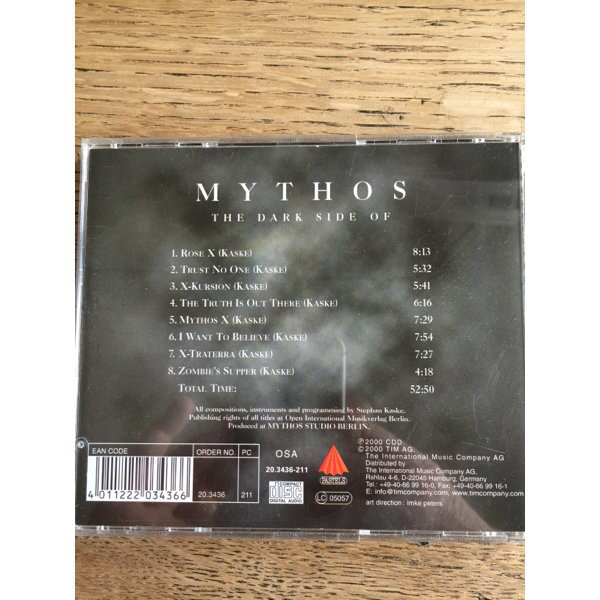 MYTHOS
THE DARK SIDE OF
1. ROSE X (KASKE) 8:13
2. TRUST NO ONE (KASKE) 5:32
3. X-KURSION (KASKE) 5:41
4. THE TRUTH IS OUT THERE (KASKE) 6:16
5. MYTHOS X (KASKE) 7:29
6. I WANT TO BELIEVE (KASKE) 7:54
7. X-TRATERRA (KASKE) 7:27
8. ZOMBIE'S SUPPER (KASKE) 4:18
TOTAL TIME: 52:50
All compositions, instruments and programming by Stephan Kaske.
Publishing rights of all titles at Open International Musikverlag Berlin.
Produced at MYTHOS STUDIO BERLIN.
EAN CODE
4 011222 034366
ORDER NO.
20.3436
PC
211
OSA
20.3436-211
COMPACT
disc
DIGITAL AUDIO
PASTELS
LC 05057
℗ 2000 CDD
© 2000 TIM AG.
The International Music Company AG
Distributed by
The International Music Company AG.
Rahlau 4-6, D-22045 Hamburg, Germany
Tel.: +49-40-66 99 16-0, Fax: +49-40-66 99 16-1
E: info@timcompany.com, www.timcompany.com
art direction: imke peters